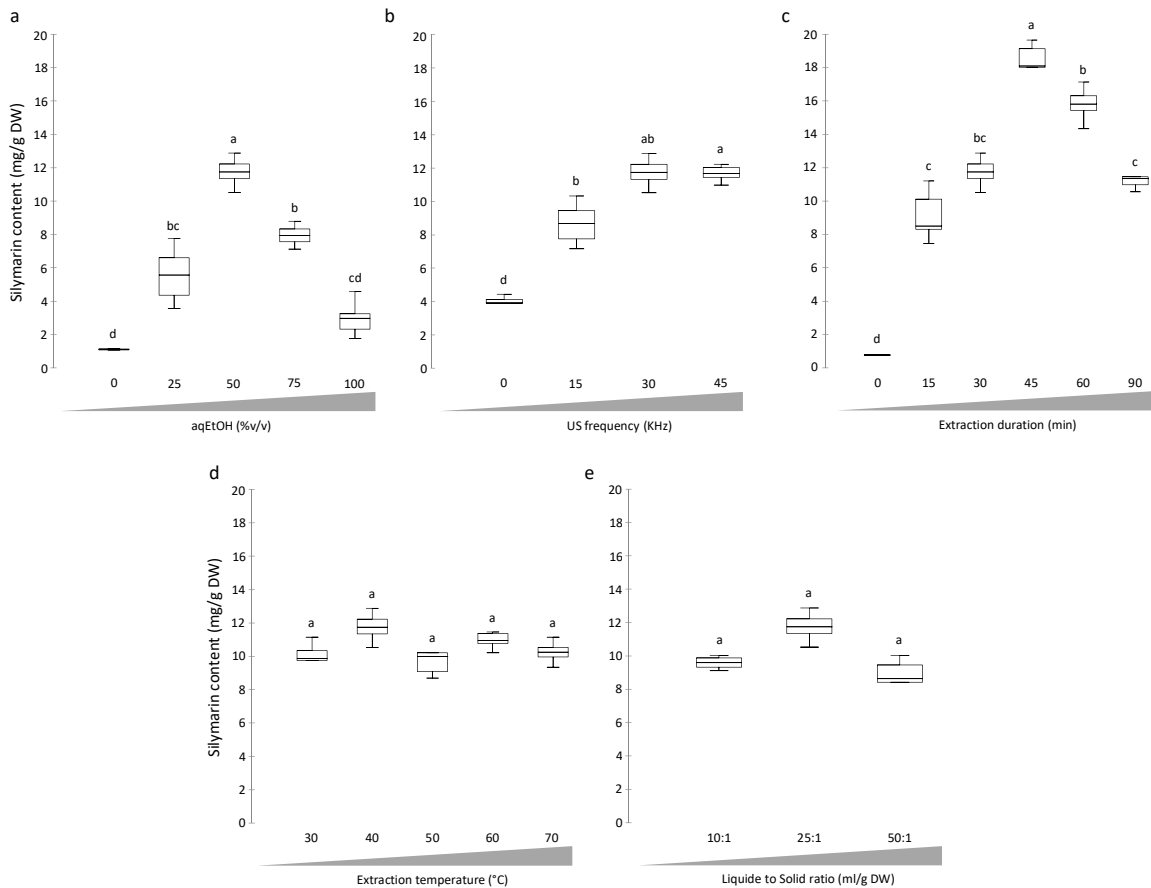 a
b
c
Silymarin content (mg/g DW)
20
18
16
14
12
10
8
6
4
2
0
d
bc
a
b
cd
0 25 50 75 100
aqEtOH (%v/v)
20
18
16
14
12
10
8
6
4
2
0
d
b
ab
a
0 15 30 45
US frequency (KHz)
20
18
16
14
12
10
8
6
4
2
0
d
c
bc
a
b
c
0 15 30 45 60 90
Extraction duration (min)
d
e
Silymarin content (mg/g DW)
20
18
16
14
12
10
8
6
4
2
0
a
a
a
a
a
30 40 50 60 70
Extraction temperature (°C)
20
18
16
14
12
10
8
6
4
2
0
a
a
a
10:1 25:1 50:1
Liquide to Solid ratio (ml/g DW)